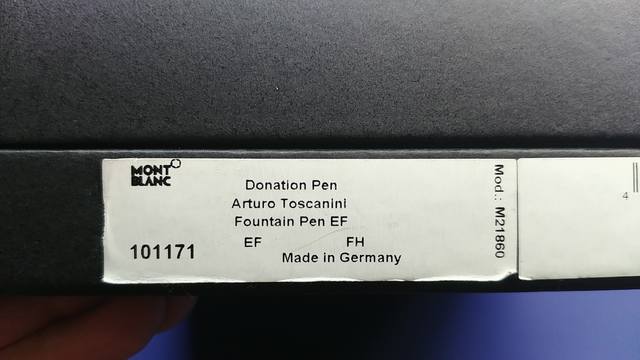 MONT
BLANC
Donation Pen
Arturo Toscanini
Fountain Pen EF
EF FH
101171
Made in Germany
Mod.: M21860
4